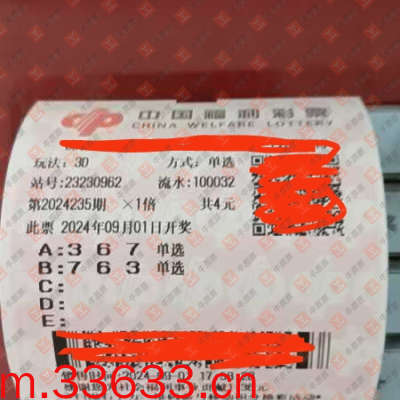 中国福利彩票
CHINA WELFARE LOTTERY
玩法:3D 方式:单选
站号:23230962 流水:100032
第2024235期 ×1倍 共4元
此票 2024年09月01日开奖
A:3 6 7 单选
B:7 6 3 单选
C:
D:
E:
m.33633.cn